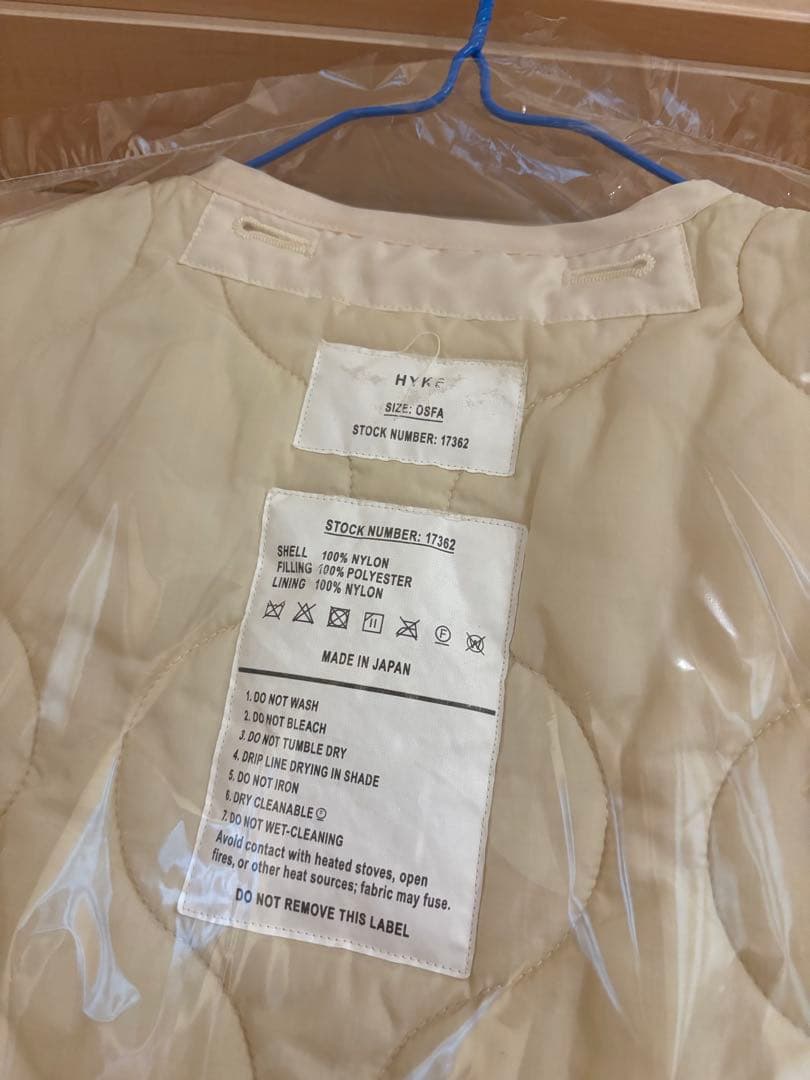 HYKE
SIZE: OSFA
STOCK NUMBER: 17362
STOCK NUMBER: 17362
SHELL 100% NYLON
FILLING 100% POLYESTER
LINING 100% NYLON
F W
MADE IN JAPAN
1. DO NOT WASH
2. DO NOT BLEACH
3. DO NOT TUMBLE DRY
4. DRIP LINE DRYING IN SHADE
5. DO NOT IRON
6. DRY CLEANABLE Ⓕ
7. DO NOT WET-CLEANING
Avoid contact with heated stoves, open
fires, or other heat sources; fabric may fuse.
DO NOT REMOVE THIS LABEL